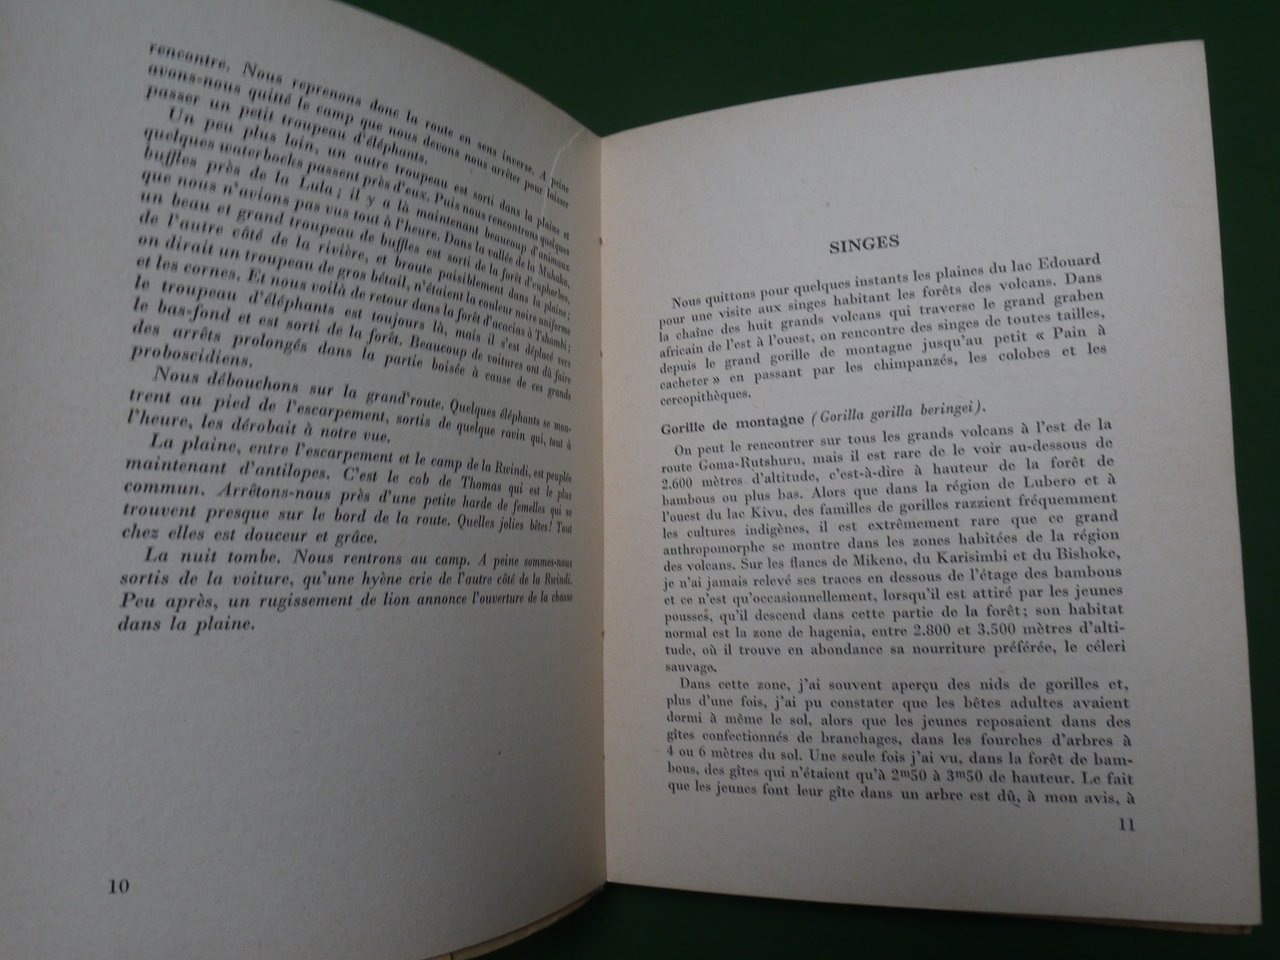 rencontre. Nous reprenons donc la route en sens inverse. A peine
avons-nous quitté le camp que nous devons nous arrêter pour laisser
passer un petit troupeau d'éléphants.
Un peu plus loin, un autre troupeau est sorti dans la plaine et
quelques waterbocks passent près d'eux. Puis nous rencontrons quelques
buffles près de la Lula ; il y a là maintenant beaucoup d'animaux
que nous n'avions pas vus tout à l'heure. Dans la vallée de la Muhaka,
un beau et grand troupeau de buffles est sorti de la forêt d'euphorbes,
de l'autre côté de la rivière, et broute paisiblement dans la plaine ;
on dirait un troupeau de gros bétail, n'étaient la couleur noire uniforme
et les cornes. Et nous voilà de retour dans la forêt d'acacias à Tshambi ;
le troupeau d'éléphants est toujours là, mais il s'est déplacé vers
le bas-fond et est sorti de la forêt. Beaucoup de voitures ont dû faire
des arrêts prolongés dans la partie boisée à cause de ces grands
proboscidiens.
Nous débouchons sur la grand'route. Quelques éléphants se mon-
trent au pied de l'escarpement, sortis de quelque ravin qui, tout à
l'heure, les dérobait à notre vue.
La plaine, entre l'escarpement et le camp de la Rwindi, est peuplée
maintenant d'antilopes. C'est le cob de Thomas qui est le plus
commun. Arrêtons-nous près d'une petite harde de femelles qui se
trouvent presque sur le bord de la route. Quelles jolies bêtes ! Tout
chez elles est douceur et grâce.
La nuit tombe. Nous rentrons au camp. A peine sommes-nous
sortis de la voiture, qu'une hyène crie de l'autre côté de la Rwindi.
Peu après, un rugissement de lion annonce l'ouverture de la chasse
dans la plaine.
10
SINGES
Nous quittons pour quelques instants les plaines du lac Edouard
pour une visite aux singes habitant les forêts des volcans. Dans
la chaîne des huit grands volcans qui traverse le grand graben
africain de l'est à l'ouest, on rencontre des singes de toutes tailles,
depuis le grand gorille de montagne jusqu'au petit « Pain à
cacheter » en passant par les chimpanzés, les colobes et les
cercopithèques.
Gorille de montagne (Gorilla gorilla beringei).
On peut le rencontrer sur tous les grands volcans à l'est de la
route Goma-Rutshuru, mais il est rare de le voir au-dessous de
2.600 mètres d'altitude, c'est-à-dire à hauteur de la forêt de
bambous ou plus bas. Alors que dans la région de Lubero et à
l'ouest du lac Kivu, des familles de gorilles razzient fréquemment
les cultures indigènes, il est extrêmement rare que ce grand
anthropomorphe se montre dans les zones habitées de la région
des volcans. Sur les flancs de Mikeno, du Karisimbi et du Bishoke,
je n'ai jamais relevé ses traces en dessous de l'étage des bambous
et ce n'est qu'occasionnellement, lorsqu'il est attiré par les jeunes
pousses, qu'il descend dans cette partie de la forêt ; son habitat
normal est la zone de hagenia, entre 2.800 et 3.500 mètres d'alti-
tude, où il trouve en abondance sa nourriture préférée, le céleri
sauvage.
Dans cette zone, j'ai souvent aperçu des nids de gorilles et,
plus d'une fois, j'ai pu constater que les bêtes adultes avaient
dormi à même le sol, alors que les jeunes reposaient dans des
gîtes confectionnés de branchages, dans les fourches d'arbres à
4 ou 6 mètres du sol. Une seule fois j'ai vu, dans la forêt de bam-
bous, des gîtes qui n'étaient qu'à 2m50 à 3m50 de hauteur. Le fait
que les jeunes font leur gîte dans un arbre est dû, à mon avis, à
11